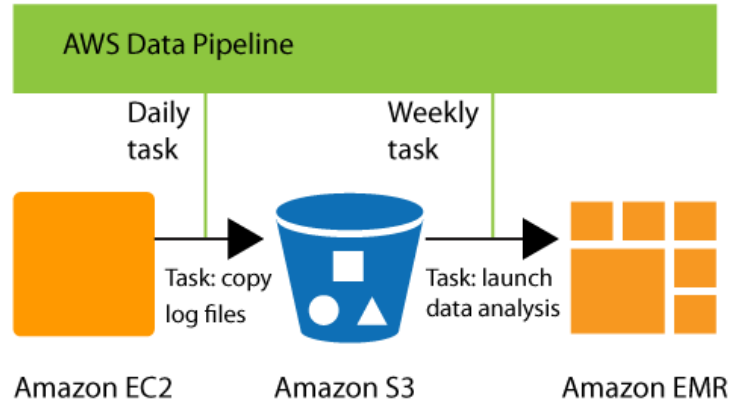 AWS Data Pipeline
Daily
task
Weekly
task
Task: copy
log files
Task: launch
data analysis
Amazon EC2
Amazon S3
Amazon EMR